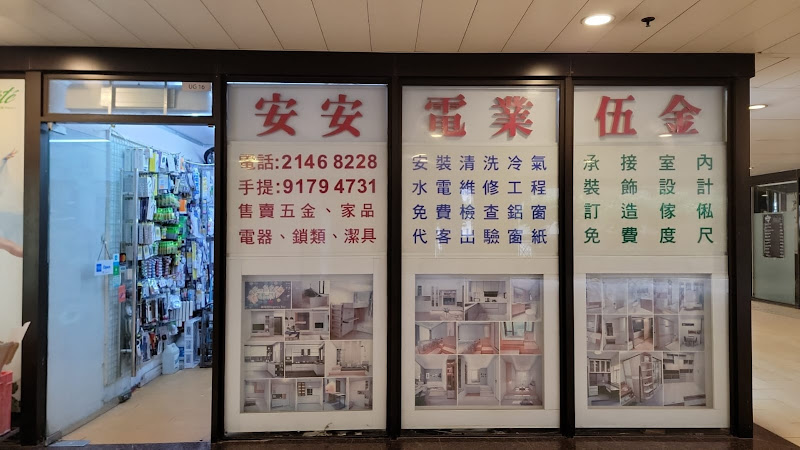 UG 16
安安 電業 伍金
電話:2146 8228
手提:9179 4731
售賣五金、家品
電器、鎖類、潔具
安裝清洗冷氣
水電維修工程
免費檢查鋁窗
代客出驗窗紙
承接室內
裝飾設計
訂造傢俬
免費度尺